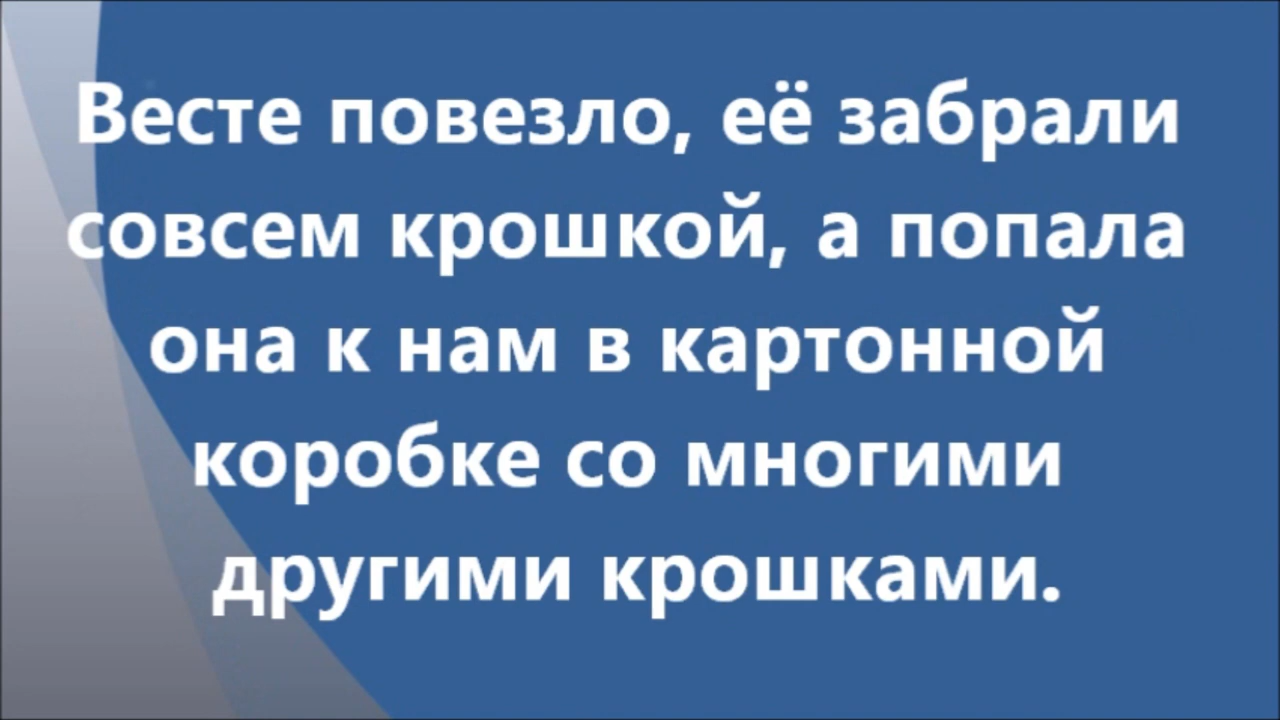 Весте повезло, её забрали
совсем крошкой, а попала
она к нам в картонной
коробке со многими
другими крошками.